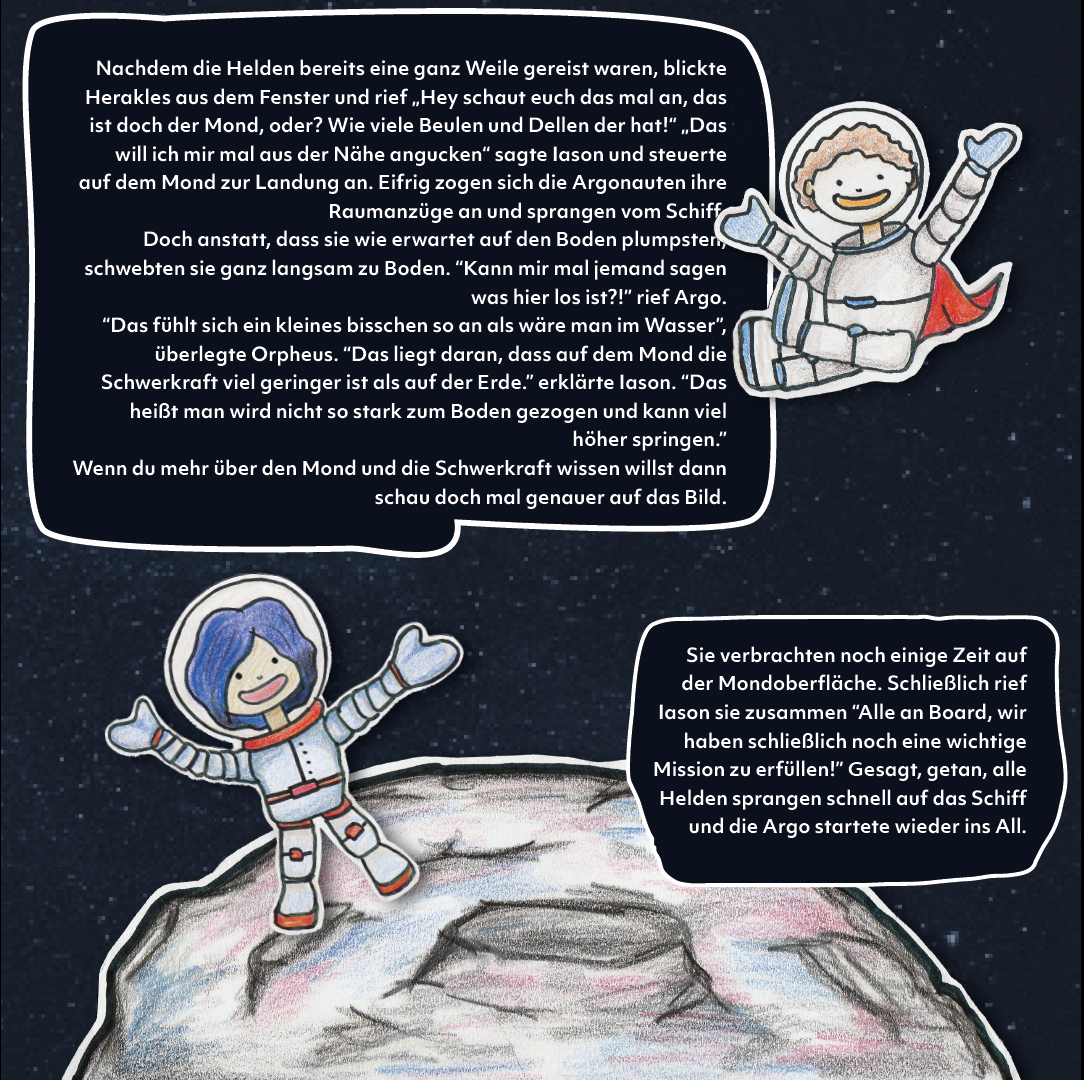 Nachdem die Helden bereits eine ganz Weile gereist waren, blickte
Herakles aus dem Fenster und rief „Hey schaut euch das mal an, das
ist doch der Mond, oder? Wie viele Beulen und Dellen der hat!“ „Das
will ich mir mal aus der Nähe angucken“ sagte Iason und steuerte
auf dem Mond zur Landung an. Eifrig zogen sich die Argonauten ihre
Raumanzüge an und sprangen vom Schiff.
Doch anstatt, dass sie wie erwartet auf den Boden plumpsten,
schwebten sie ganz langsam zu Boden. “Kann mir mal jemand sagen
was hier los ist?!” rief Argo.
“Das fühlt sich ein kleines bisschen so an als wäre man im Wasser”,
überlegte Orpheus. “Das liegt daran, dass auf dem Mond die
Schwerkraft viel geringer ist als auf der Erde.” erklärte Iason. “Das
heißt man wird nicht so stark zum Boden gezogen und kann viel
höher springen.”
Wenn du mehr über den Mond und die Schwerkraft wissen willst dann
schau doch mal genauer auf das Bild.
Sie verbrachten noch einige Zeit auf
der Mondoberfläche. Schließlich rief
Iason sie zusammen “Alle an Board, wir
haben schließlich noch eine wichtige
Mission zu erfüllen!” Gesagt, getan, alle
Helden sprangen schnell auf das Schiff
und die Argo startete wieder ins All.